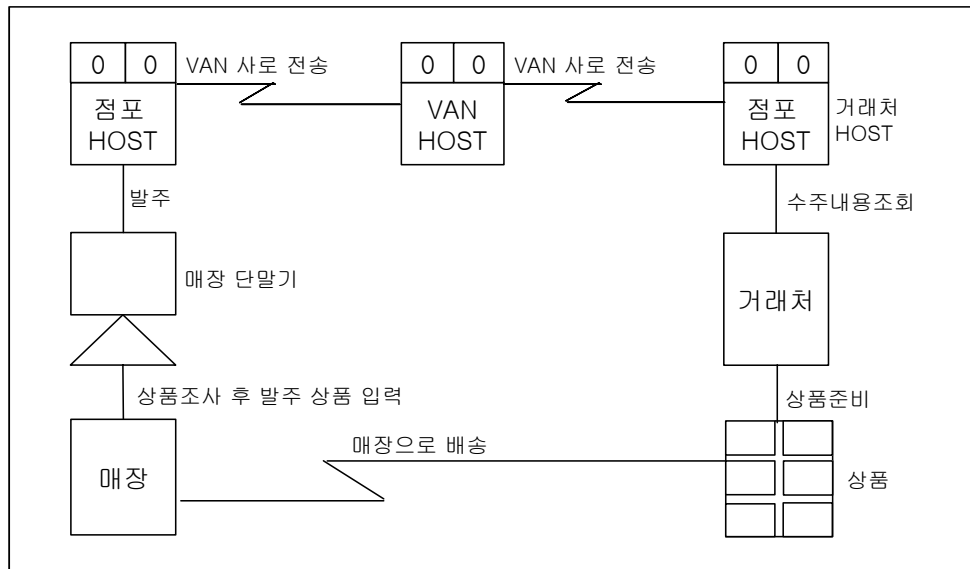 0 0
VAN 사로 전송
0 0
VAN 사로 전송
0 0
점포
HOST
VAN
HOST
점포
HOST
거래처
HOST
발주
수주내용조회
매장 단말기
거래처
상품조사 후 발주 상품 입력
상품준비
매장으로 배송
매장
상품